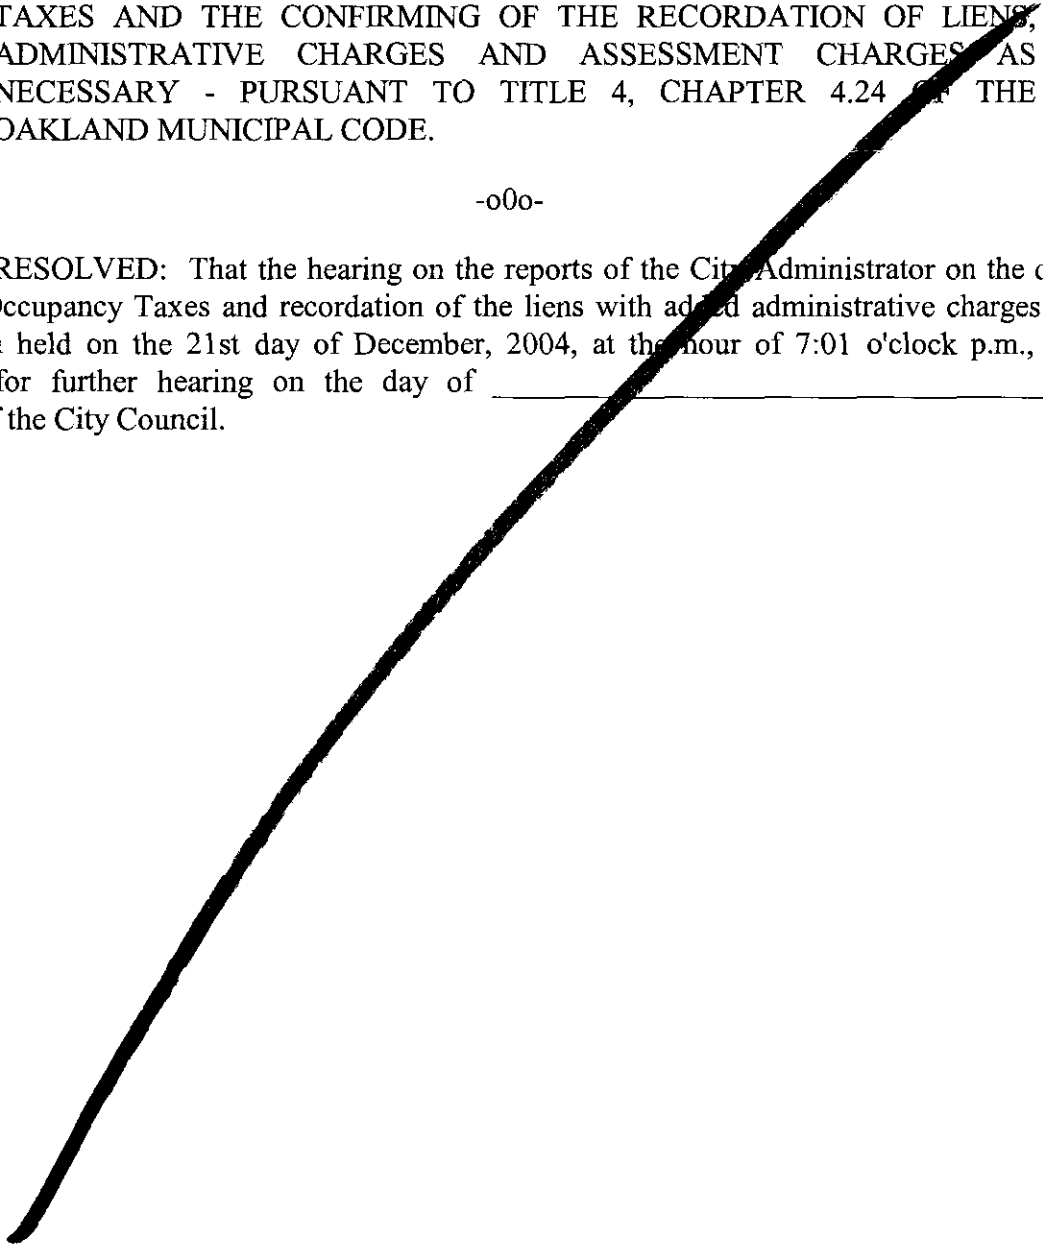 TAXES AND THE CONFIRMING OF THE RECORDATION OF LIENS,
ADMINISTRATIVE CHARGES AND ASSESSMENT CHARGES AS
NECESSARY - PURSUANT TO TITLE 4, CHAPTER 4.24 OF THE
OAKLAND MUNICIPAL CODE.
-o0o-
RESOLVED: That the hearing on the reports of the City Administrator on the
Occupancy Taxes and recordation of the liens with added administrative charges
held on the 21st day of December, 2004, at the hour of 7:01 o'clock p.m.,
for further hearing on the day of
the City Council.